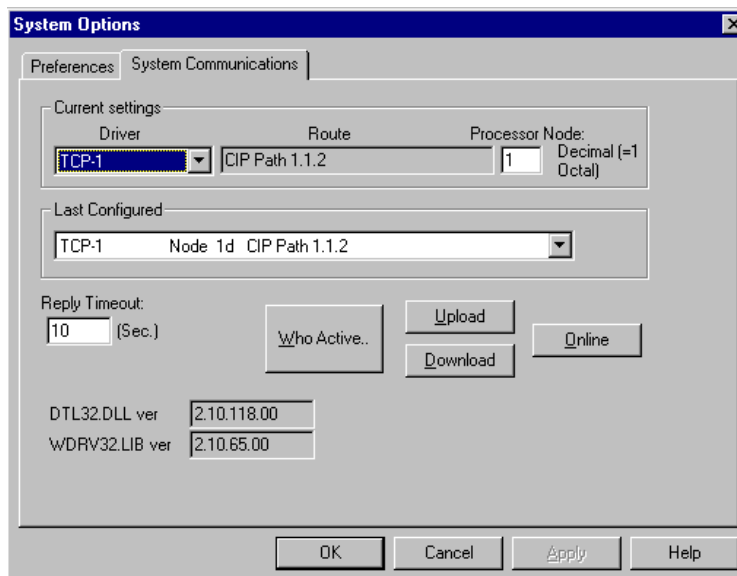 System Options
Preferences
System Communications
Current settings
Driver
Route
Processor Node:
TCP-1
CIP Path 1.1.2
1
Decimal (=1
Octal)
Last Configured
TCP-1 Node 1d CIP Path 1.1.2
Reply Timeout:
10 (Sec.)
Who Active..
Upload
Download
Online
DTL32.DLL ver 2.10.118.00
WDRV32.LIB ver 2.10.65.00
OK
Cancel
Apply
Help